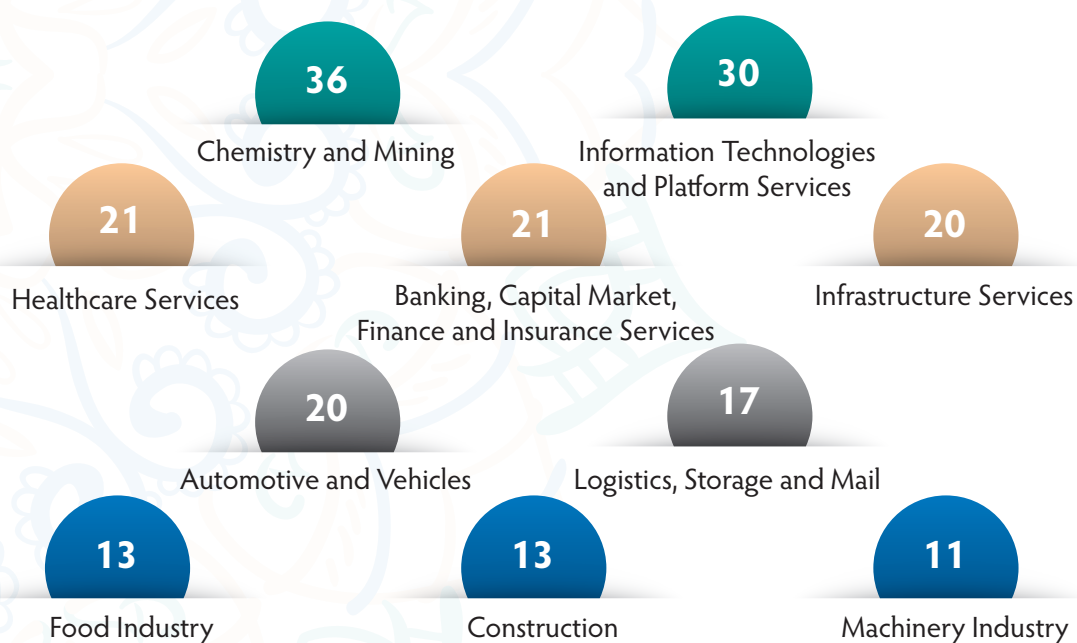 36
Chemistry and Mining
30
Information Technologies
and Platform Services
21
Healthcare Services
21
Banking, Capital Market,
Finance and Insurance Services
20
Infrastructure Services
20
Automotive and Vehicles
17
Logistics, Storage and Mail
13
Food Industry
13
Construction
11
Machinery Industry